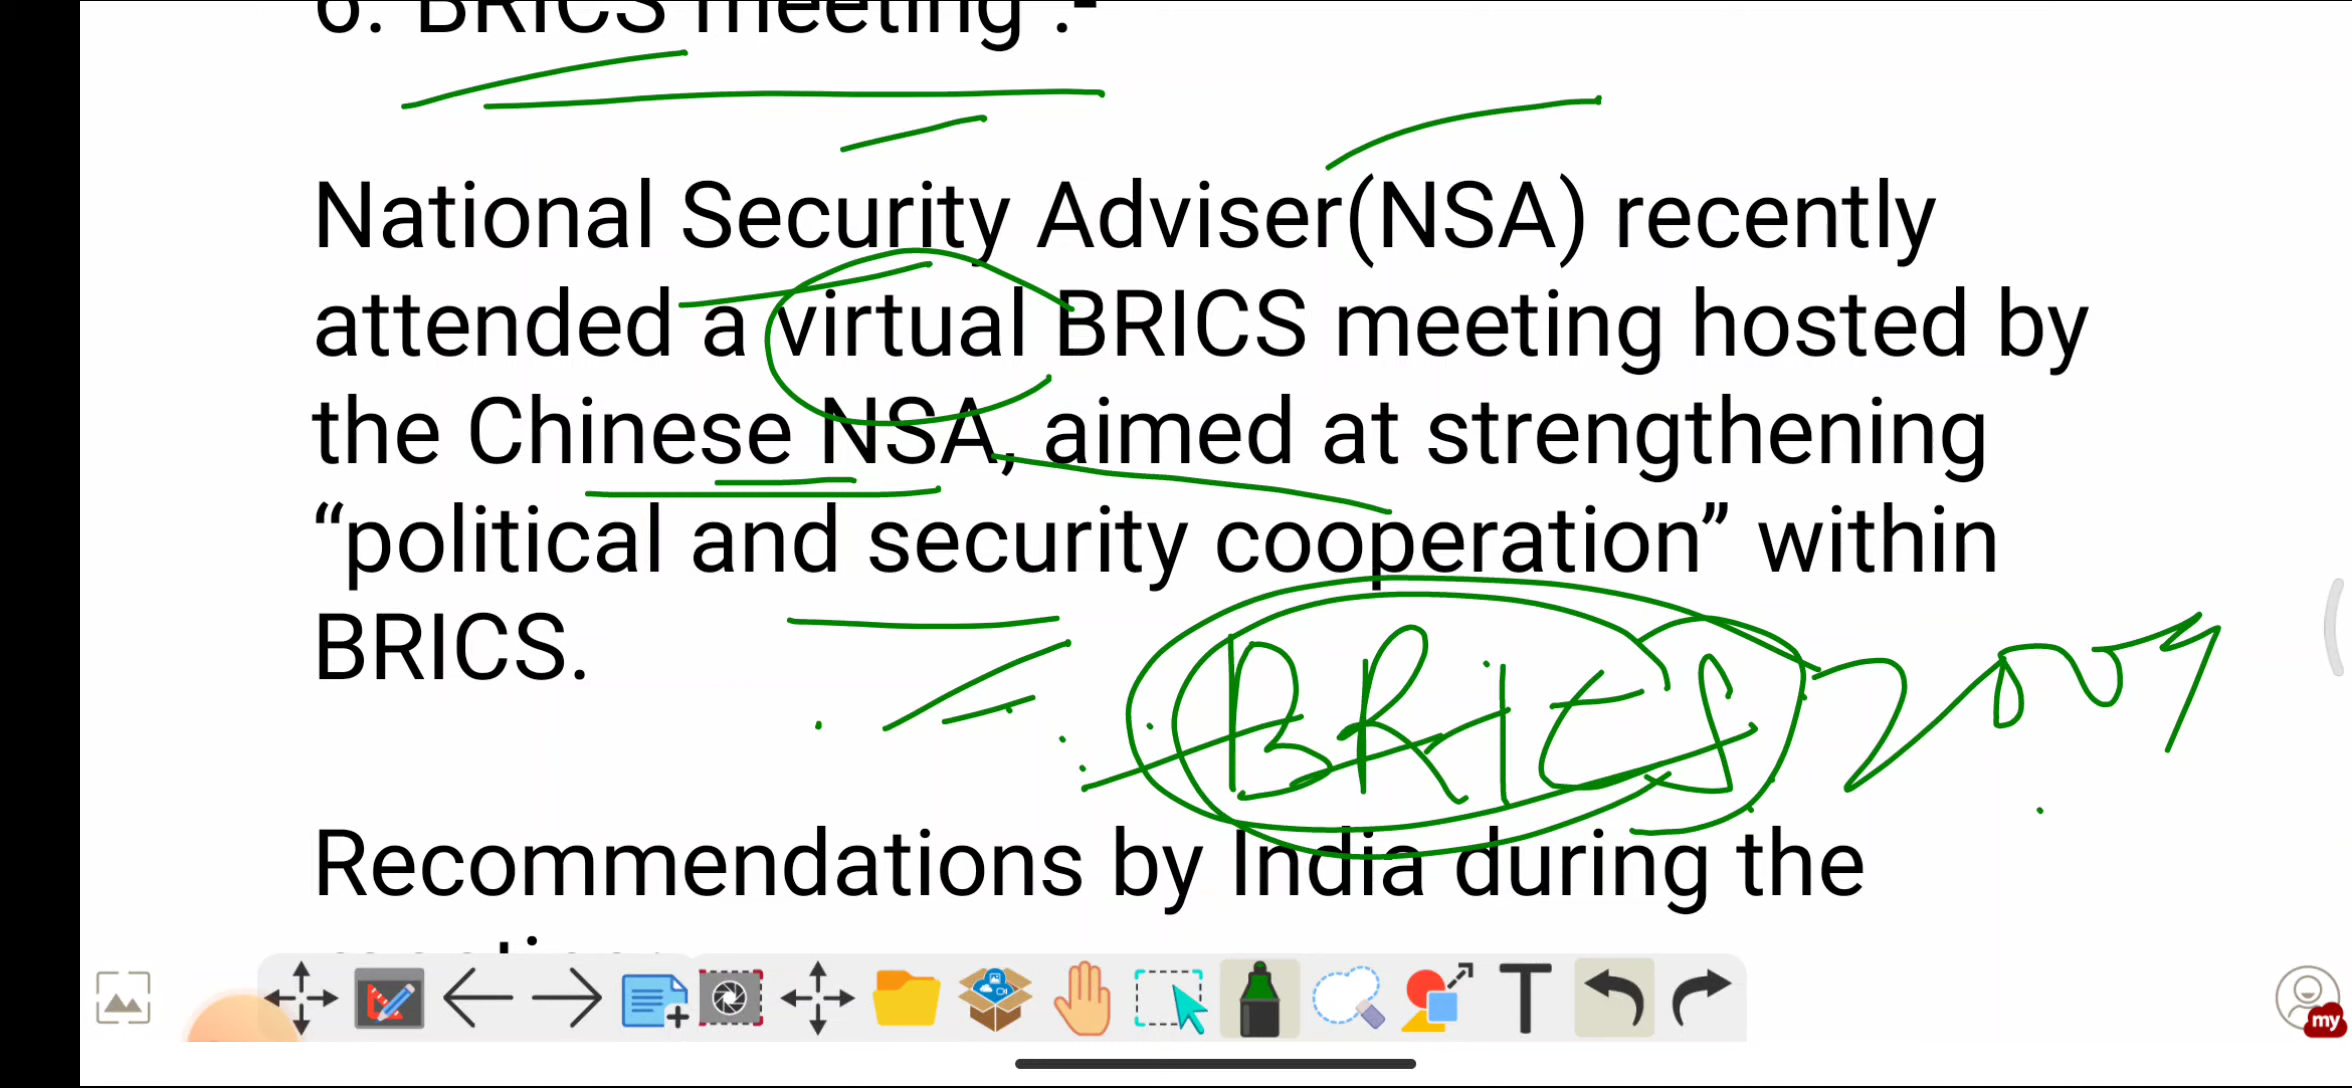 6. BRICS meeting :-
National Security Adviser(NSA) recently
attended a virtual BRICS meeting hosted by
the Chinese NSA, aimed at strengthening
“political and security cooperation” within
BRICS.
BRICS
Recommendations by India during the
my